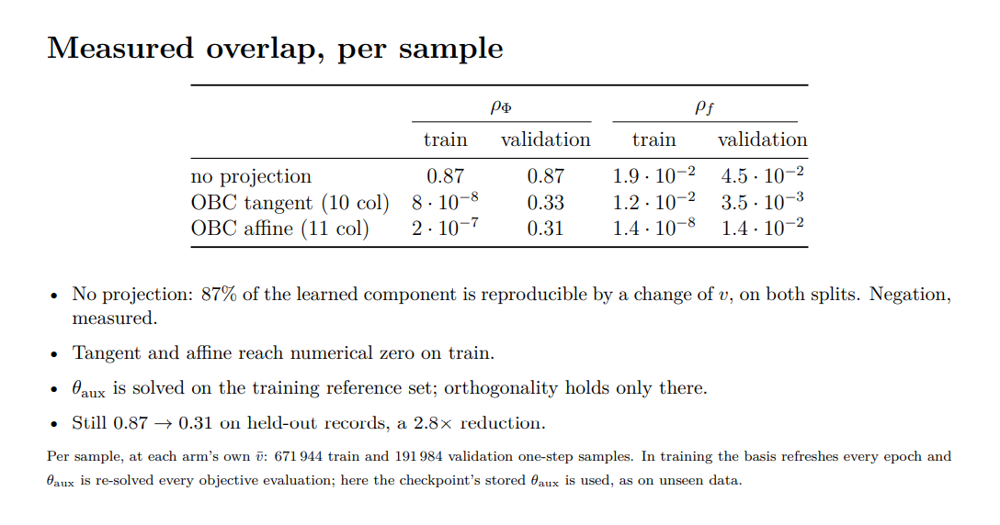 Measured overlap, per sample
ρΦ ρf
train validation train validation
no projection 0.87 0.87 1.9 · 10⁻² 4.5 · 10⁻²
OBC tangent (10 col) 8 · 10⁻⁸ 0.33 1.2 · 10⁻² 3.5 · 10⁻³
OBC affine (11 col) 2 · 10⁻⁷ 0.31 1.4 · 10⁻⁸ 1.4 · 10⁻²
• No projection: 87% of the learned component is reproducible by a change of v, on both splits. Negation,
measured.
• Tangent and affine reach numerical zero on train.
• θaux is solved on the training reference set; orthogonality holds only there.
• Still 0.87 → 0.31 on held-out records, a 2.8× reduction.
Per sample, at each arm's own v̄: 671 944 train and 191 984 validation one-step samples. In training the basis refreshes every epoch and
θaux is re-solved every objective evaluation; here the checkpoint's stored θaux is used, as on unseen data.